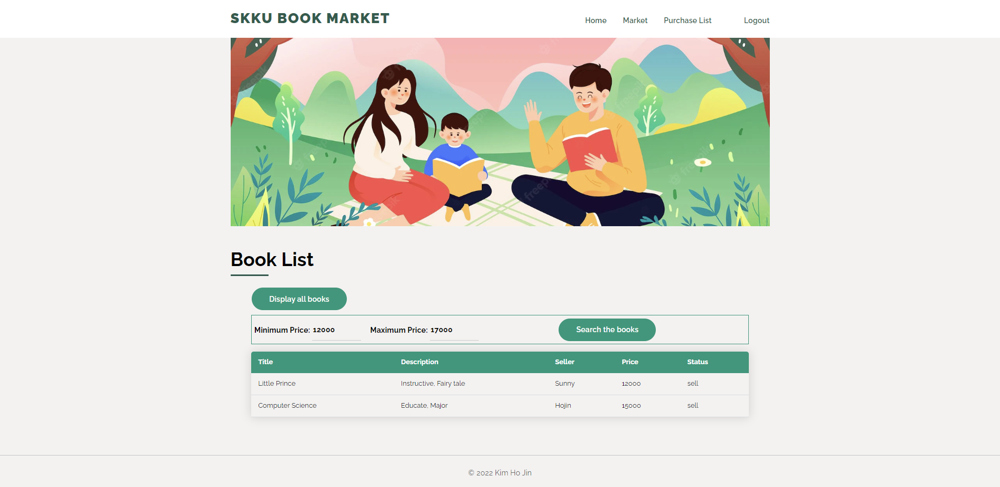 SKKU BOOK MARKET
Home Market Purchase List Logout
Book List
Display all books
Minimum Price: 12000 Maximum Price: 17000 Search the books
Title Description Seller Price Status
Little Prince Instructive, Fairy tale Sunny 12000 sell
Computer Science Educate, Major Hojin 15000 sell
© 2022 Kim Ho Jin